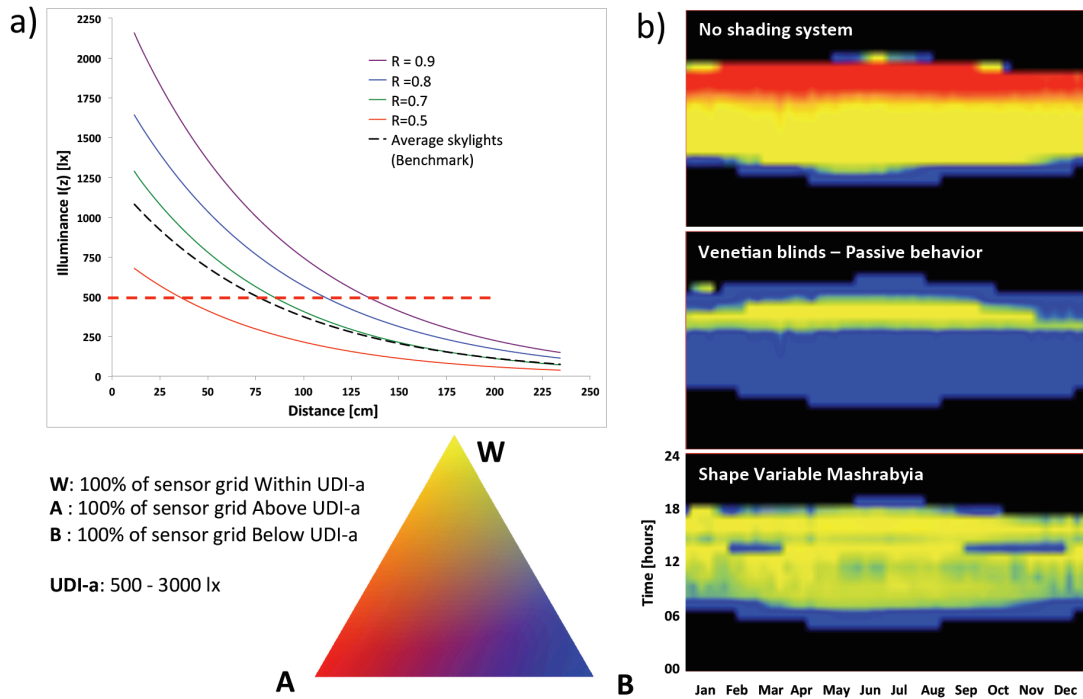 a)
2250
2000
1750
1500
1250
1000
750
500
250
0
Illuminance I(z) [lx]
0
25
50
75
100
125
150
175
200
225
250
Distance [cm]
R = 0.9
R =0.8
R=0.7
R=0.5
Average skylights
(Benchmark)
W: 100% of sensor grid Within UDI-a
A : 100% of sensor grid Above UDI-a
B : 100% of sensor grid Below UDI-a
UDI-a: 500 - 3000 lx
W
A
B
b)
No shading system
Venetian blinds – Passive behavior
Shape Variable Mashrabyia
24
18
12
06
00
Time [hours]
Jan Feb Mar Apr May Jun Jul Aug Sep Oct Nov Dec